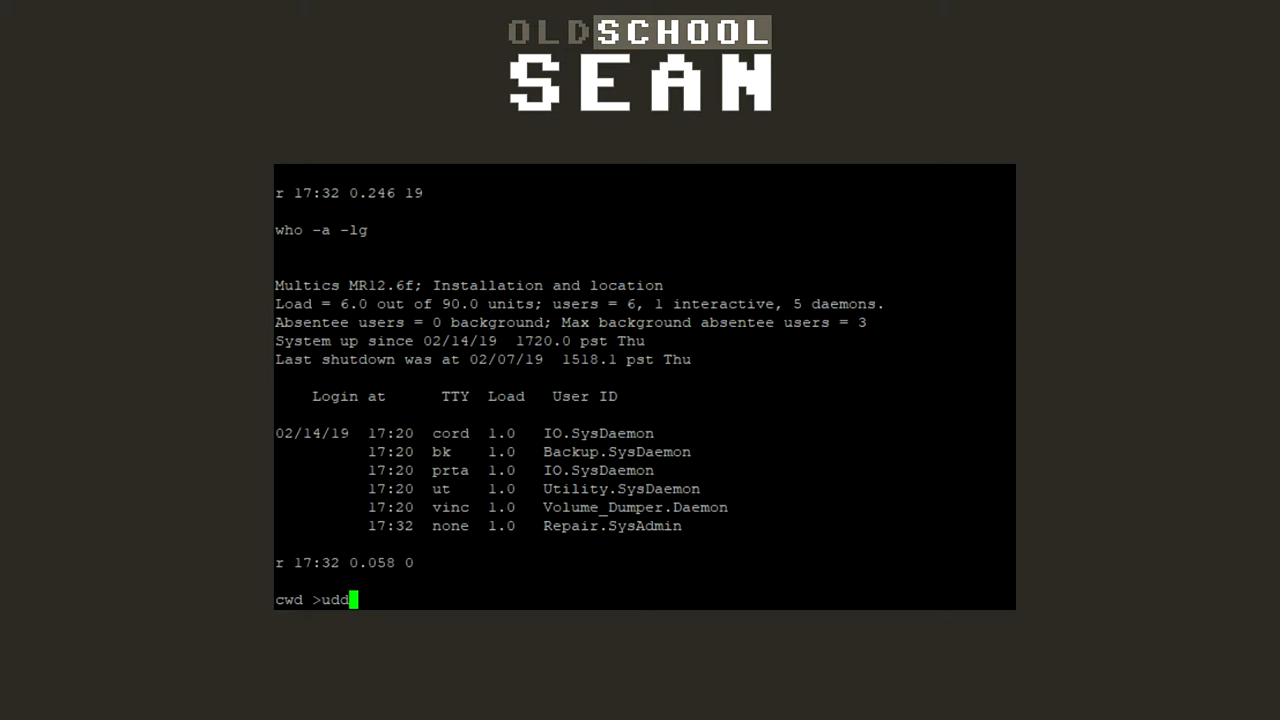 OLDSCHOOL
SEAN
r 17:32 0.246 19
who -a -lg
Multics MR12.6f; Installation and location
Load = 6.0 out of 90.0 units; users = 6, 1 interactive, 5 daemons.
Absentee users = 0 background; Max background absentee users = 3
System up since 02/14/19  1720.0 pst Thu
Last shutdown was at 02/07/19  1518.1 pst Thu
Login at      TTY  Load   User ID
02/14/19  17:20  cord  1.0   IO.SysDaemon
17:20  bk    1.0   Backup.SysDaemon
17:20  prta  1.0   IO.SysDaemon
17:20  ut    1.0   Utility.SysDaemon
17:20  vinc  1.0   Volume_Dumper.Daemon
17:32  none  1.0   Repair.SysAdmin
r 17:32 0.058 0
cwd >udd